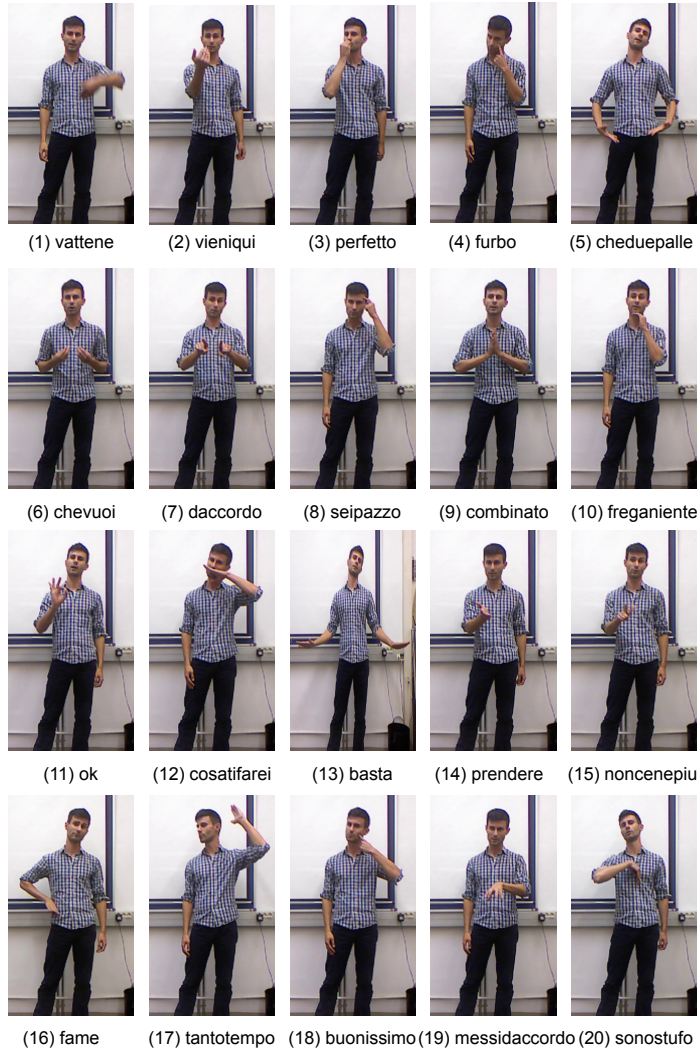 (1) vattene (2) vieniqui (3) perfetto (4) furbo (5) cheduepalle
(6) chevuoi (7) daccordo (8) seipazzo (9) combinato (10) freganiente
(11) ok (12) cosatifarei (13) basta (14) prendere (15) noncenepiu
(16) fame (17) tantotempo (18) buonissimo (19) messidaccordo (20) sonostufo